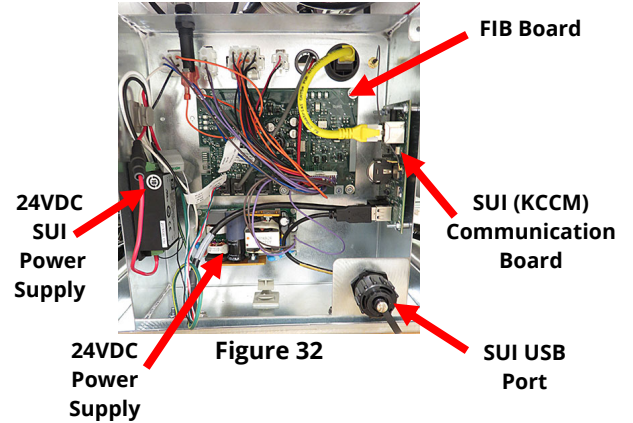 FIB Board
24VDC
SUI
Power
Supply
SUI (KCCM)
Communication
Board
24VDC
Power
Supply
Figure 32
SUI USB
Port